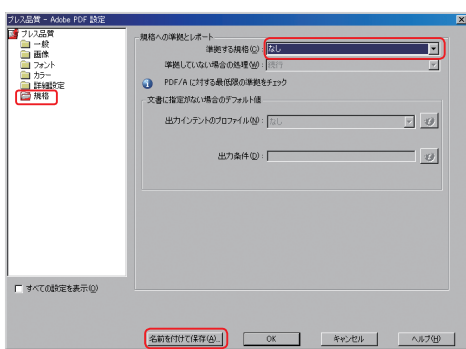 プレス品質 - Adobe PDF 設定
プレス品質
一般
画像
フォント
カラー
詳細設定
規格
規格への準拠とレポート
準拠する規格(C): なし
準拠していない場合の処理(W): 続行
PDF/A に対する最低限の準拠をチェック
文書に指定がない場合のデフォルト値
出力インテントのプロファイル(N): なし
出力条件(D):
すべての設定を表示(O)
名前を付けて保存(A)... OK キャンセル ヘルプ(H)